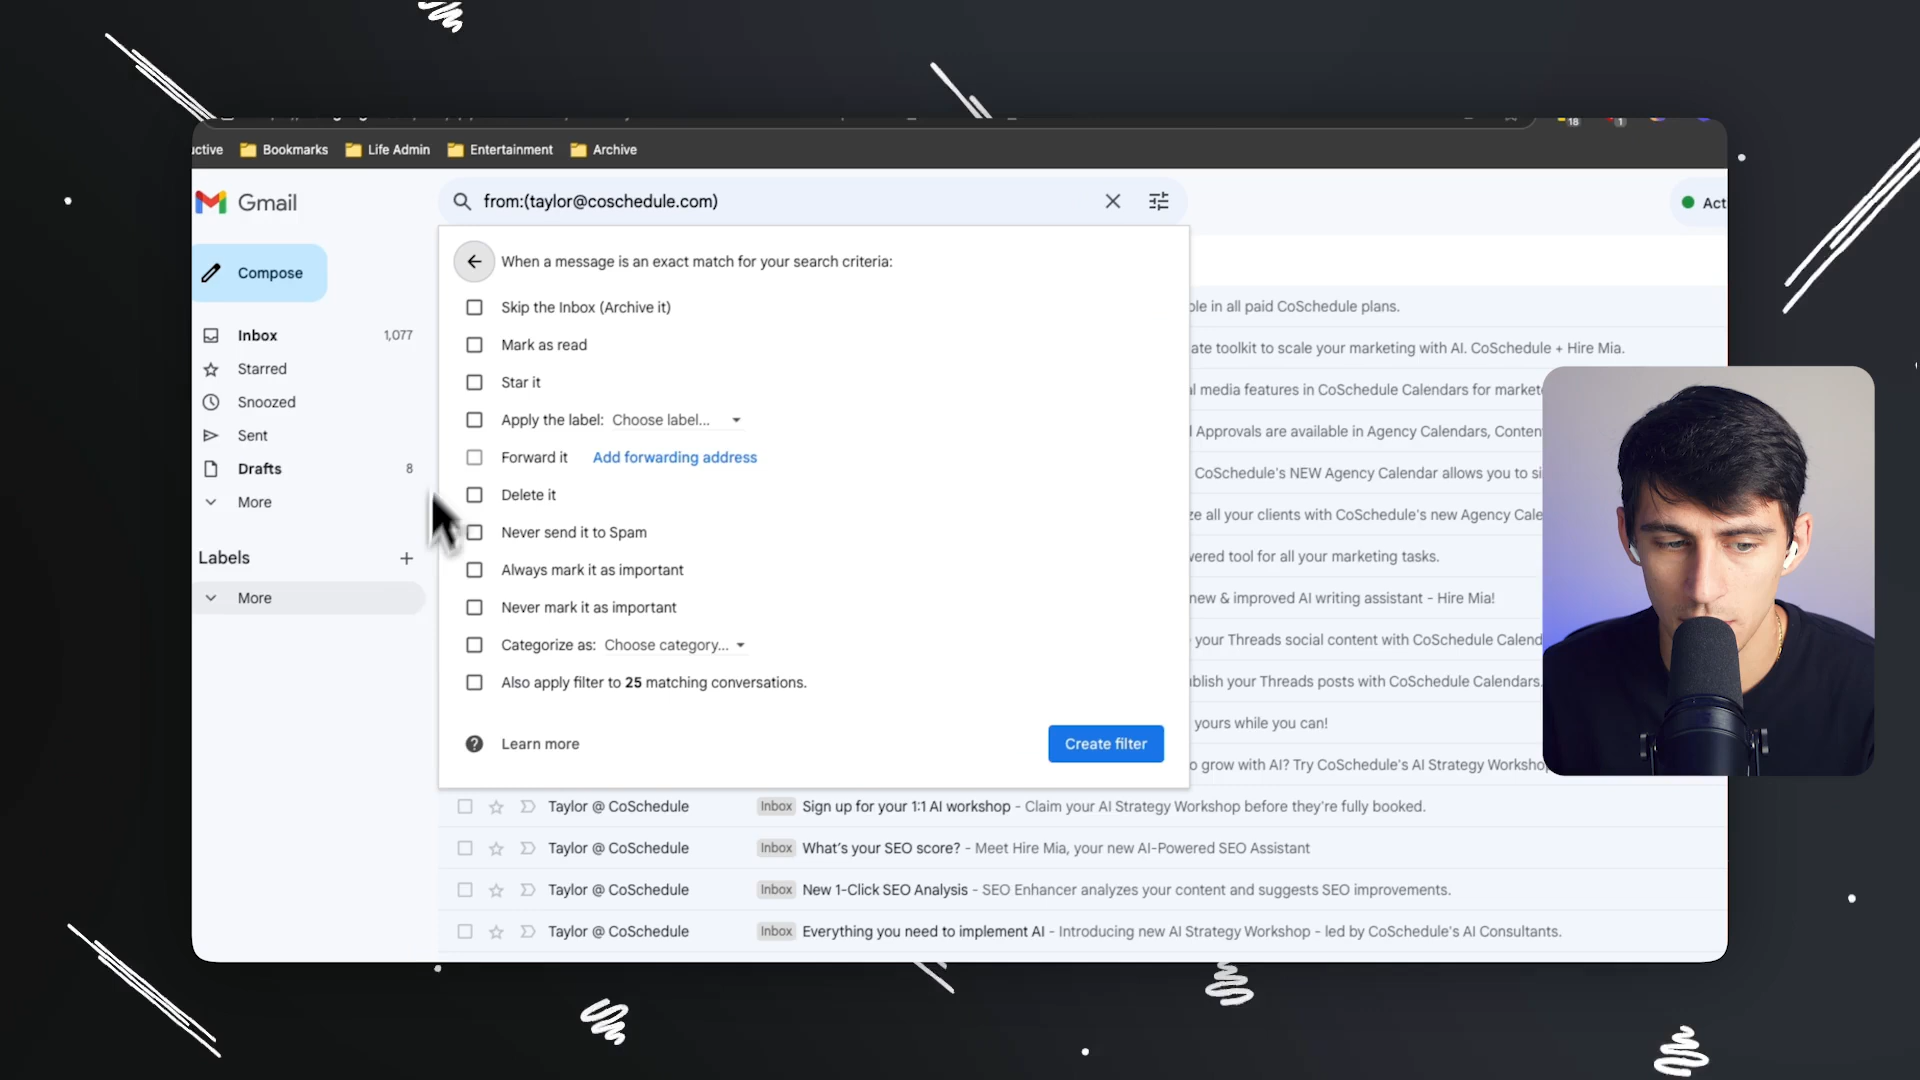 uctive Bookmarks Life Admin Entertainment Archive
18 1
Gmail
from:(taylor@coschedule.com)
Act
Compose
When a message is an exact match for your search criteria:
Inbox 1,077
Starred
Snoozed
Sent
Drafts 8
More
Labels +
More
Skip the Inbox (Archive it)
Mark as read
Star it
Apply the label: Choose label...
Forward it Add forwarding address
Delete it
Never send it to Spam
Always mark it as important
Never mark it as important
Categorize as: Choose category...
Also apply filter to 25 matching conversations.
Learn more
Create filter
ble in all paid CoSchedule plans.
ate toolkit to scale your marketing with AI. CoSchedule + Hire Mia.
l media features in CoSchedule Calendars for markete
l Approvals are available in Agency Calendars, Conten
CoSchedule's NEW Agency Calendar allows you to si
ze all your clients with CoSchedule's new Agency Cale
wered tool for all your marketing tasks.
new & improved AI writing assistant - Hire Mia!
your Threads social content with CoSchedule Calend
blish your Threads posts with CoSchedule Calendars.
yours while you can!
o grow with AI? Try CoSchedule's AI Strategy Workshop
Taylor @ CoSchedule Inbox Sign up for your 1:1 AI workshop - Claim your AI Strategy Workshop before they're fully booked.
Taylor @ CoSchedule Inbox What's your SEO score? - Meet Hire Mia, your new AI-Powered SEO Assistant
Taylor @ CoSchedule Inbox New 1-Click SEO Analysis - SEO Enhancer analyzes your content and suggests SEO improvements.
Taylor @ CoSchedule Inbox Everything you need to implement AI - Introducing new AI Strategy Workshop - led by CoSchedule's AI Consultants.